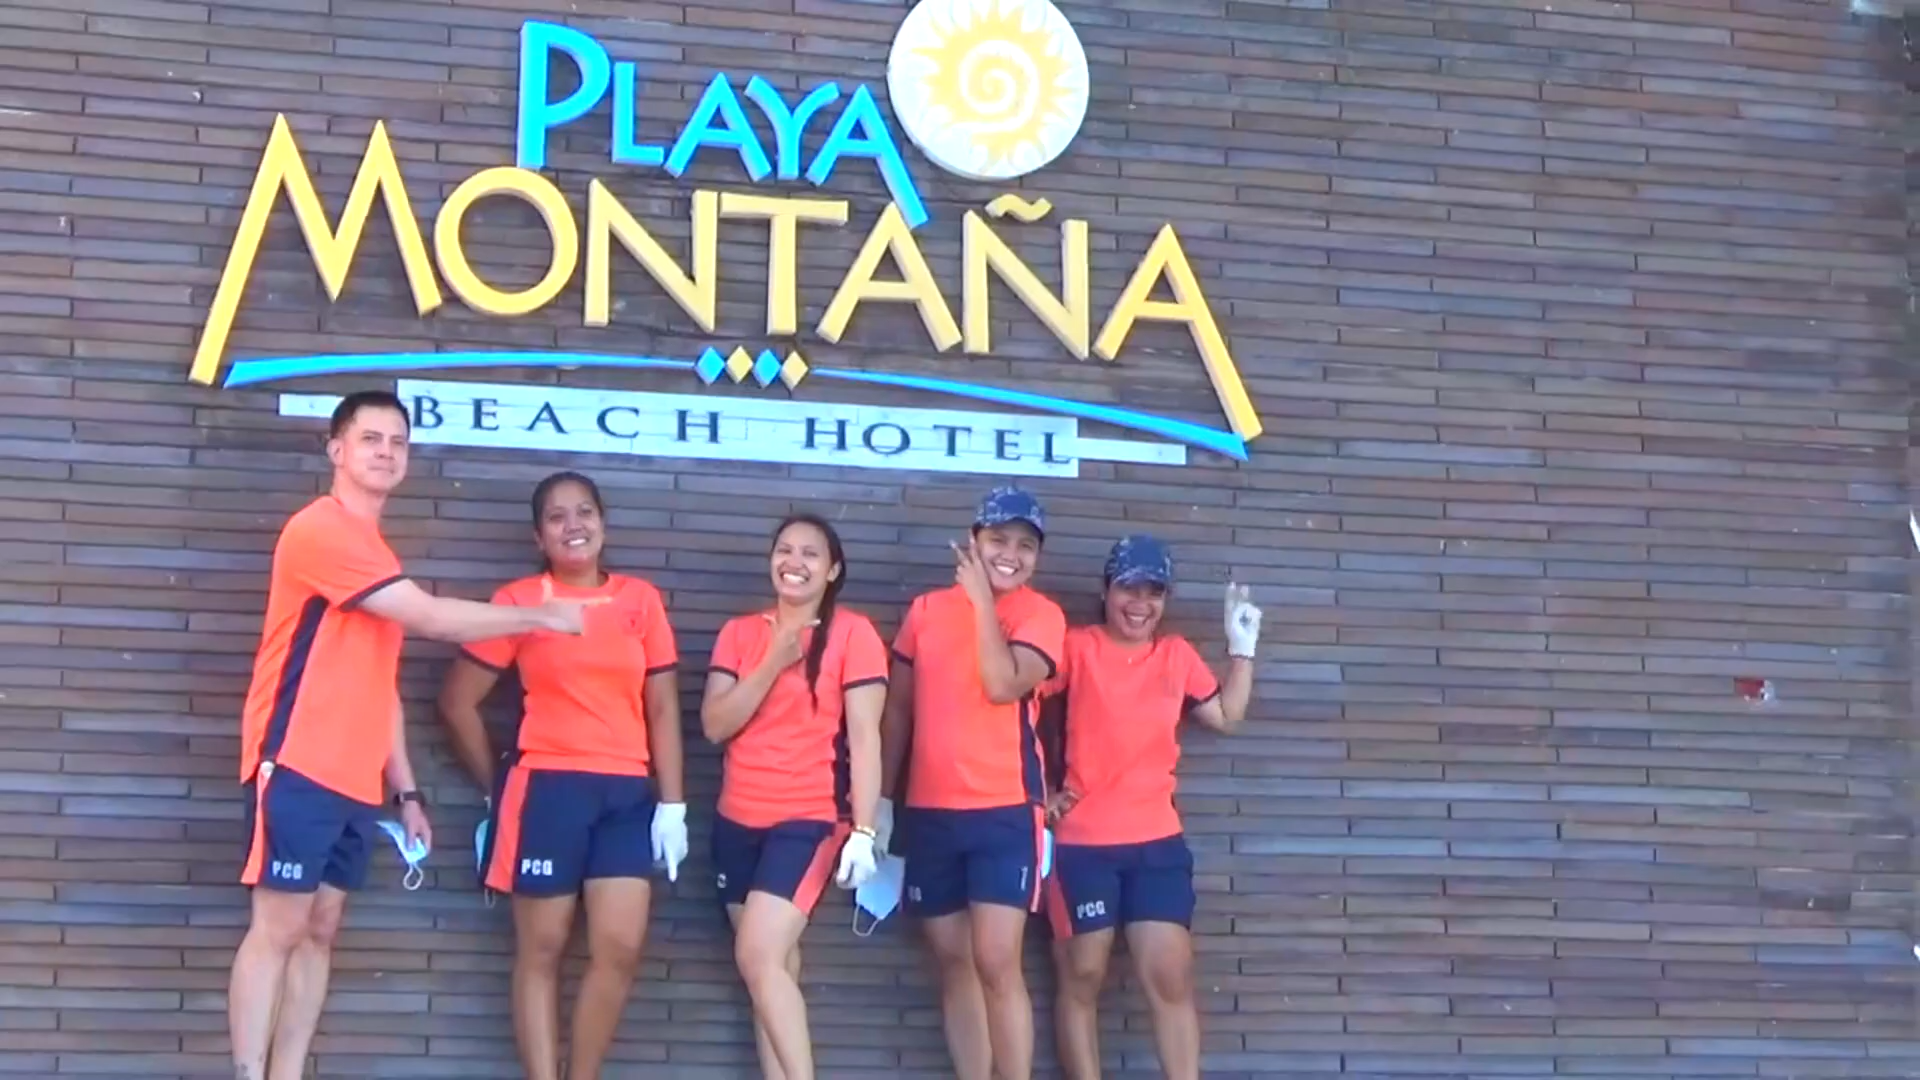 PLAYA
MONTAÑA
BEACH HOTEL
PCG
PCG
PCG